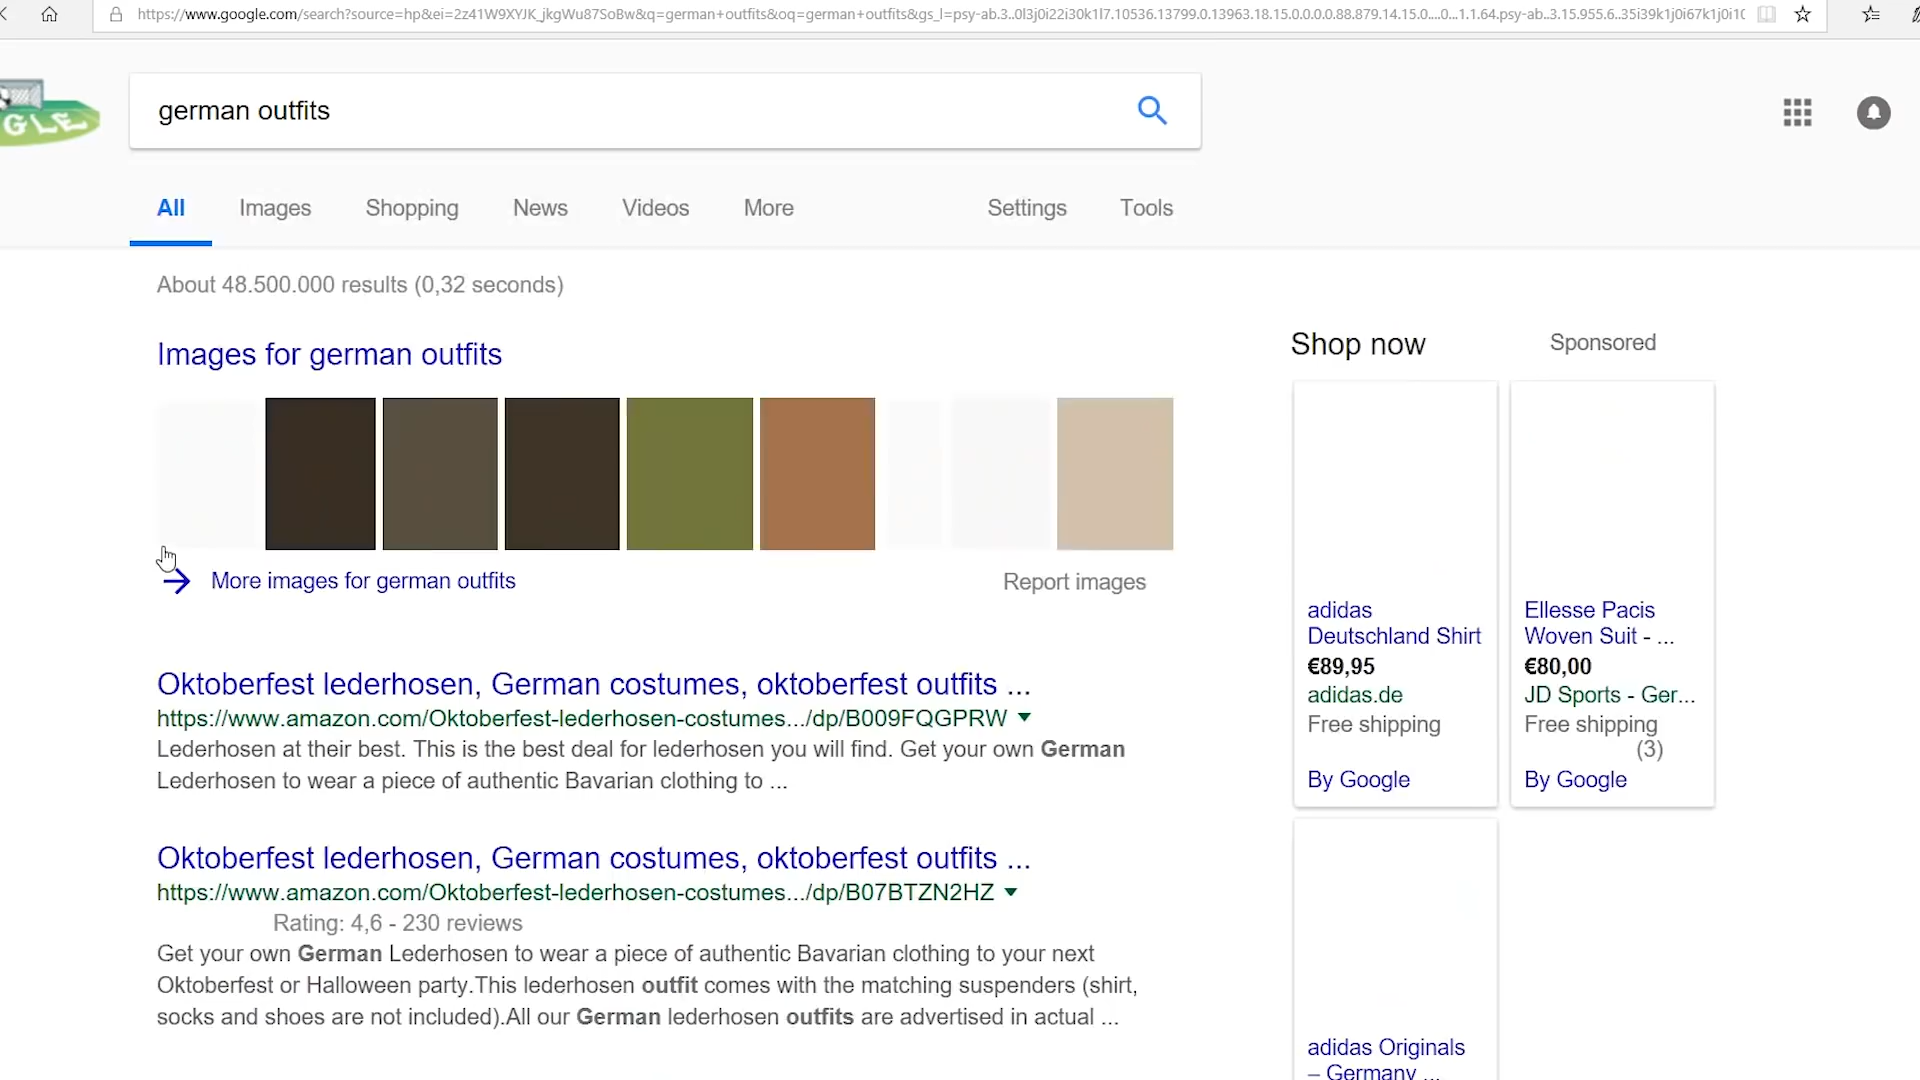 https://www.google.com/search?source=hp&ei=2z41W9XYJK_jkgWu87SoBw&q=german+outfits&oq=german+outfits&gs_l=psy-ab.3..0l3j0i22i30k1l7.10536.13799.0.13963.18.15.0.0.0.0.88.879.14.15.0....0...1.1.64.psy-ab..3.15.955.6..35i39k1j0i67k1j0i10
GLE
german outfits
All Images Shopping News Videos More Settings Tools
About 48.500.000 results (0,32 seconds)
Images for german outfits
More images for german outfits
Report images
Oktoberfest lederhosen, German costumes, oktoberfest outfits ...
https://www.amazon.com/Oktoberfest-lederhosen-costumes.../dp/B009FQGPRW
Lederhosen at their best. This is the best deal for lederhosen you will find. Get your own German
Lederhosen to wear a piece of authentic Bavarian clothing to ...
Oktoberfest lederhosen, German costumes, oktoberfest outfits ...
https://www.amazon.com/Oktoberfest-lederhosen-costumes.../dp/B07BTZN2HZ
Rating: 4,6 - 230 reviews
Get your own German Lederhosen to wear a piece of authentic Bavarian clothing to your next
Oktoberfest or Halloween party.This lederhosen outfit comes with the matching suspenders (shirt,
socks and shoes are not included).All our German lederhosen outfits are advertised in actual ...
Shop now
Sponsored
adidas
Deutschland Shirt
€89,95
adidas.de
Free shipping
By Google
Ellesse Pacis
Woven Suit - ...
€80,00
JD Sports - Ger...
Free shipping
(3)
By Google
adidas Originals
– Germany ...